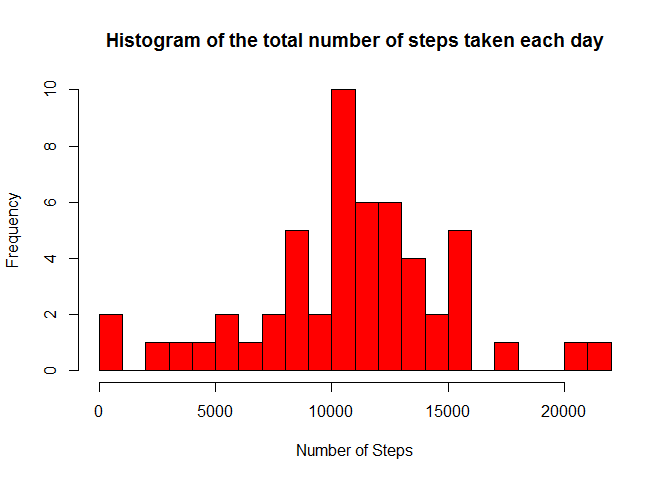 Histogram of the total number of steps taken each day
Frequency
10
8
6
4
2
0
0 5000 10000 15000 20000
Number of Steps